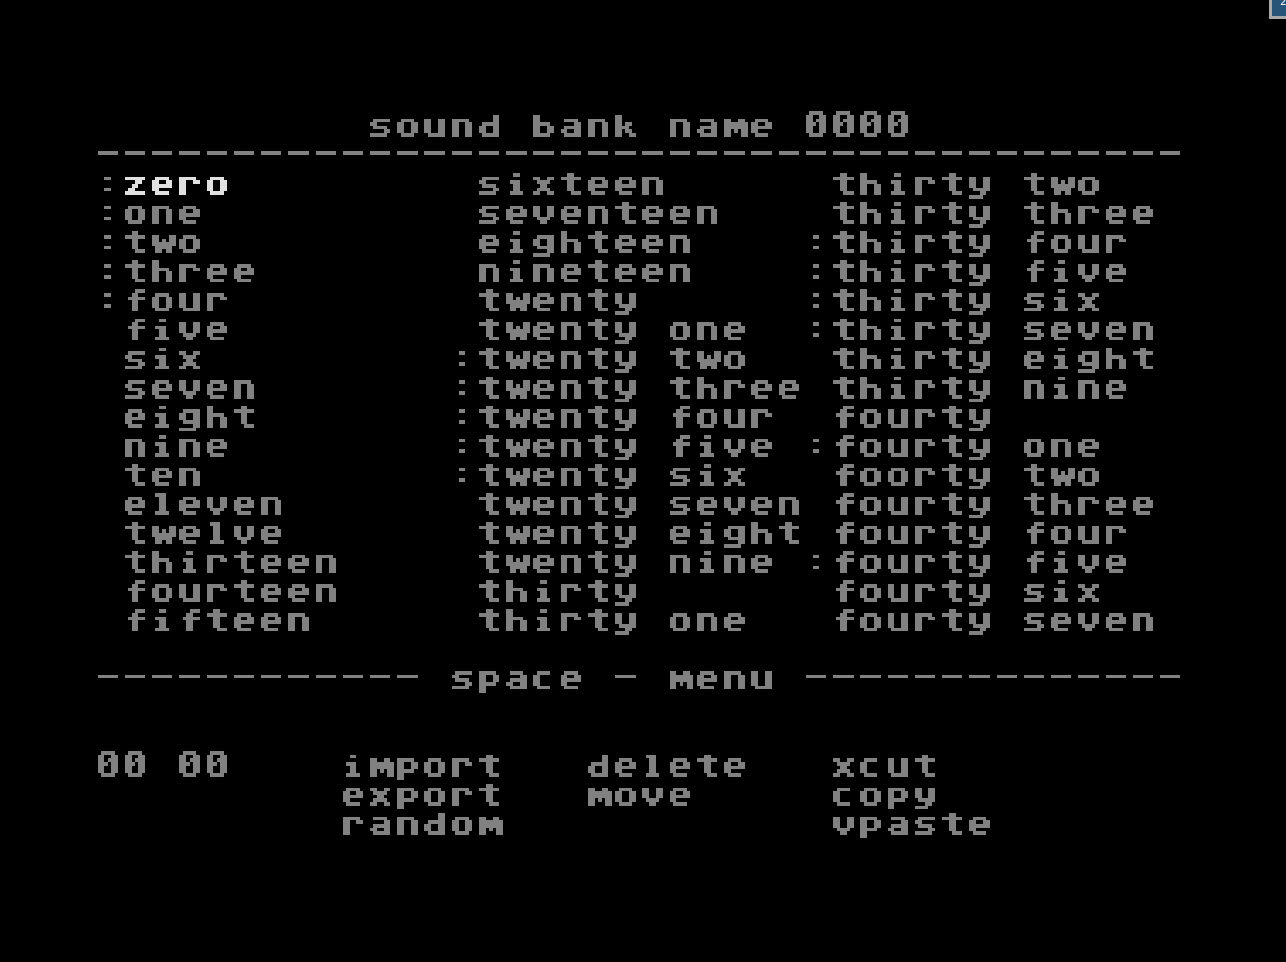 sound bank name 0000
----------------------------------------
:zero sixteen thirty two
:one seventeen thirty three
:two eighteen :thirty four
:three nineteen :thirty five
:four twenty :thirty six
five twenty one :thirty seven
six :twenty two thirty eight
seven :twenty three thirty nine
eight :twenty four fourty
nine :twenty five :fourty one
ten :twenty six foorty two
eleven twenty seven fourty three
twelve twenty eight fourty four
thirteen twenty nine :fourty five
fourteen thirty fourty six
fifteen thirty one fourty seven
------------ space - menu --------------
00 00 import delete xcut
export move copy
random vpaste